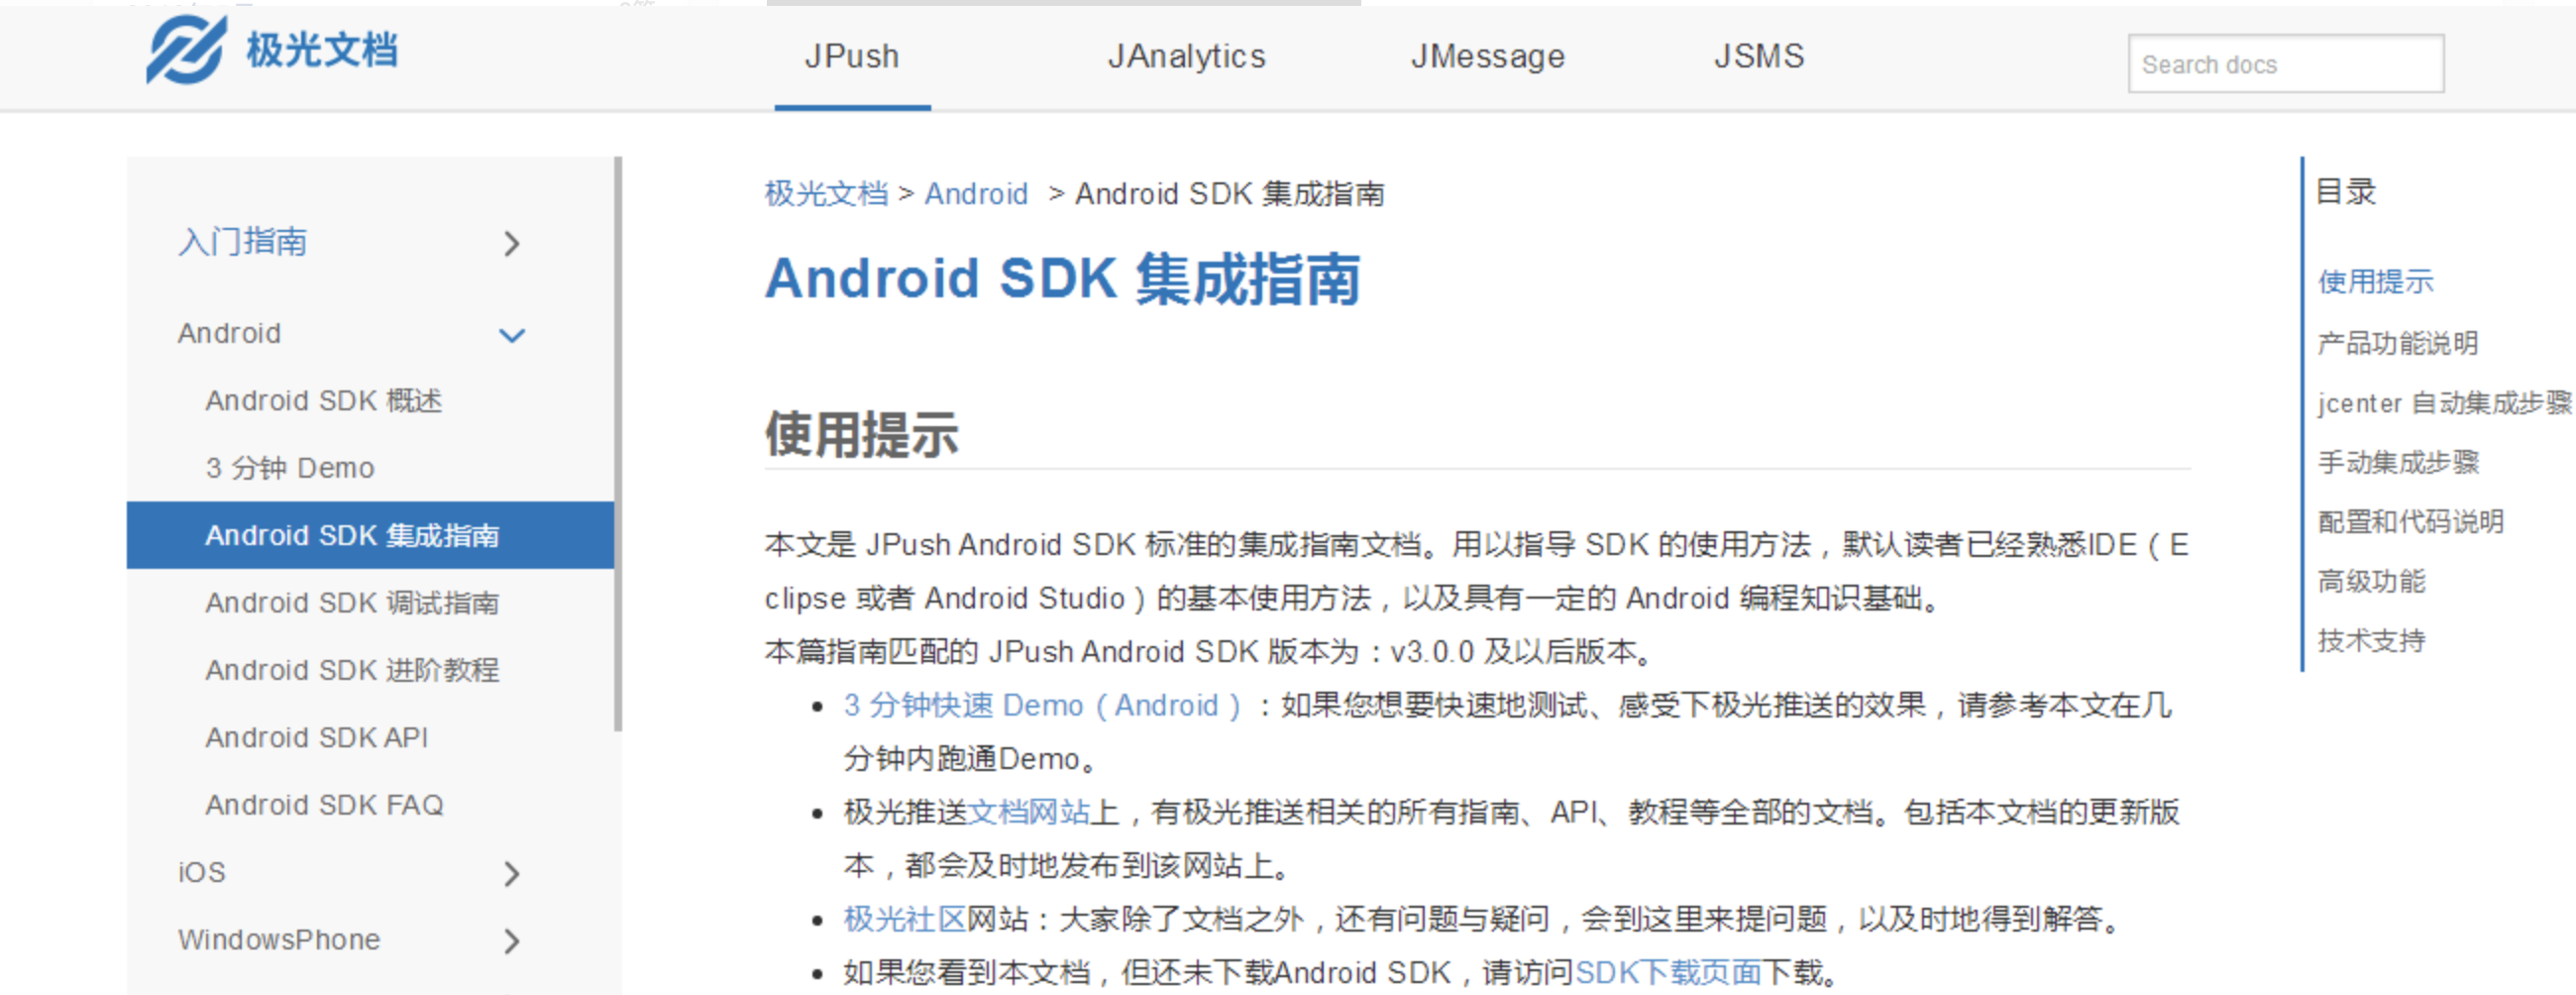 极光文档
JPush
JAnalytics
JMessage
JSMS
Search docs
入门指南
Android
Android SDK 概述
3 分钟 Demo
Android SDK 集成指南
Android SDK 调试指南
Android SDK 进阶教程
Android SDK API
Android SDK FAQ
iOS
WindowsPhone
极光文档 > Android > Android SDK 集成指南
Android SDK 集成指南
使用提示
本文是 JPush Android SDK 标准的集成指南文档。用以指导 SDK 的使用方法，默认读者已经熟悉IDE（E
clipse 或者 Android Studio）的基本使用方法，以及具有一定的 Android 编程知识基础。
本篇指南匹配的 JPush Android SDK 版本为：v3.0.0 及以后版本。
• 3 分钟快速 Demo（Android）：如果您想要快速地测试、感受下极光推送的效果，请参考本文在几
分钟内跑通Demo。
• 极光推送文档网站上，有极光推送相关的所有指南、API、教程等全部的文档。包括本文档的更新版
本，都会及时地发布到该网站上。
• 极光社区网站：大家除了文档之外，还有问题与疑问，会到这里来提问题，以及时地得到解答。
• 如果您看到本文档，但还未下载Android SDK，请访问SDK下载页面下载。
目录
使用提示
产品功能说明
jcenter 自动集成步骤
手动集成步骤
配置和代码说明
高级功能
技术支持